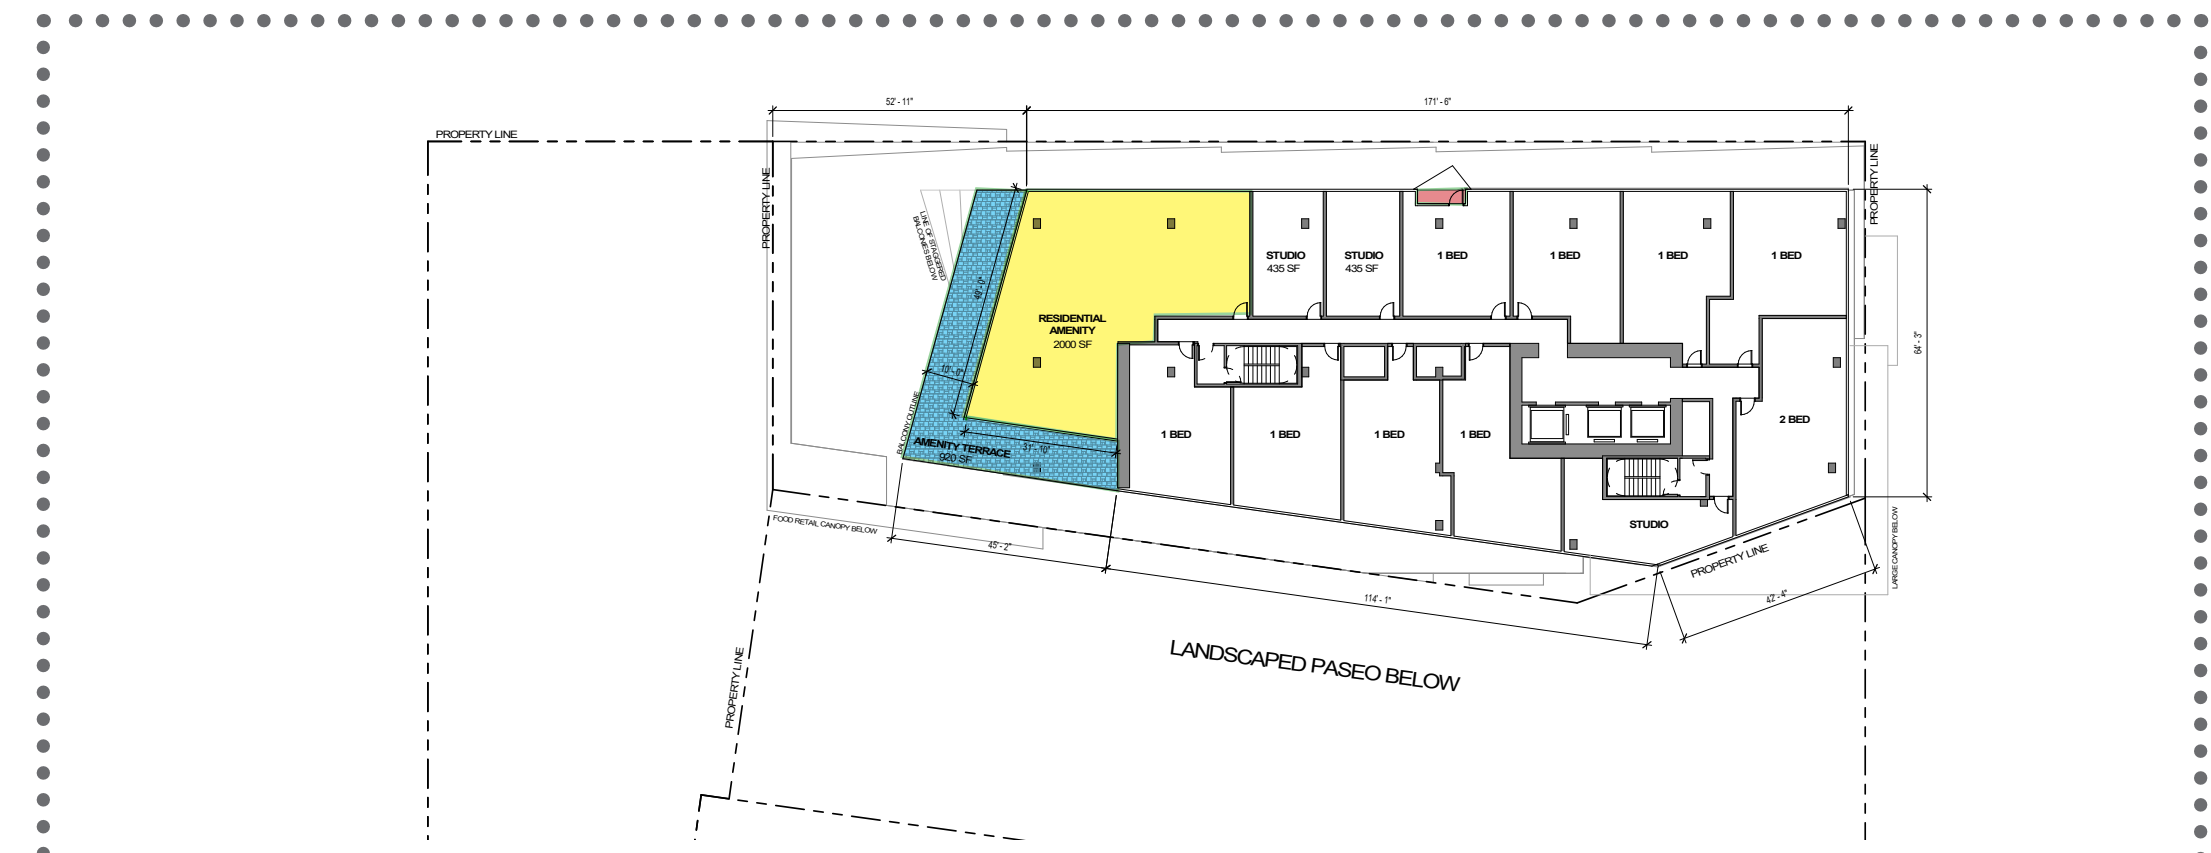 52' - 11"
171' - 6"
PROPERTY LINE
PROPERTY LINE
PROPERTY LINE
LINE OF STAGGERED
BALCONIES BELOW
49' - 0"
STUDIO
435 SF
STUDIO
435 SF
1 BED
1 BED
1 BED
1 BED
RESIDENTIAL
AMENITY
2000 SF
64' - 3"
10' - 0"
BALCONY OUTLINE
AMENITY TERRACE
920 SF
31' - 10"
1 BED
1 BED
1 BED
1 BED
2 BED
STUDIO
FOOD RETAIL CANOPY BELOW
45' - 2"
PROPERTY LINE
LARGE CANOPY BELOW
114' - 1"
42' - 4"
PROPERTY LINE
LANDSCAPED PASEO BELOW